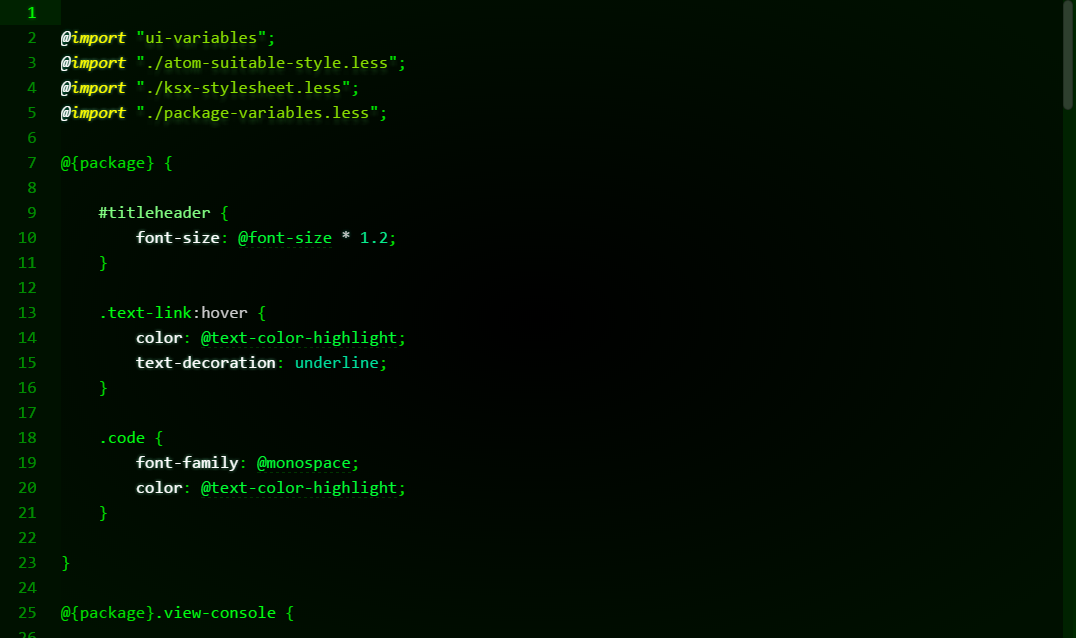 1
2 @import "ui-variables";
3 @import "./atom-suitable-style.less";
4 @import "./ksx-stylesheet.less";
5 @import "./package-variables.less";
6
7 @{package} {
8
9     #titleheader {
10         font-size: @font-size * 1.2;
11     }
12
13     .text-link:hover {
14         color: @text-color-highlight;
15         text-decoration: underline;
16     }
17
18     .code {
19         font-family: @monospace;
20         color: @text-color-highlight;
21     }
22
23 }
24
25 @{package}.view-console {
26